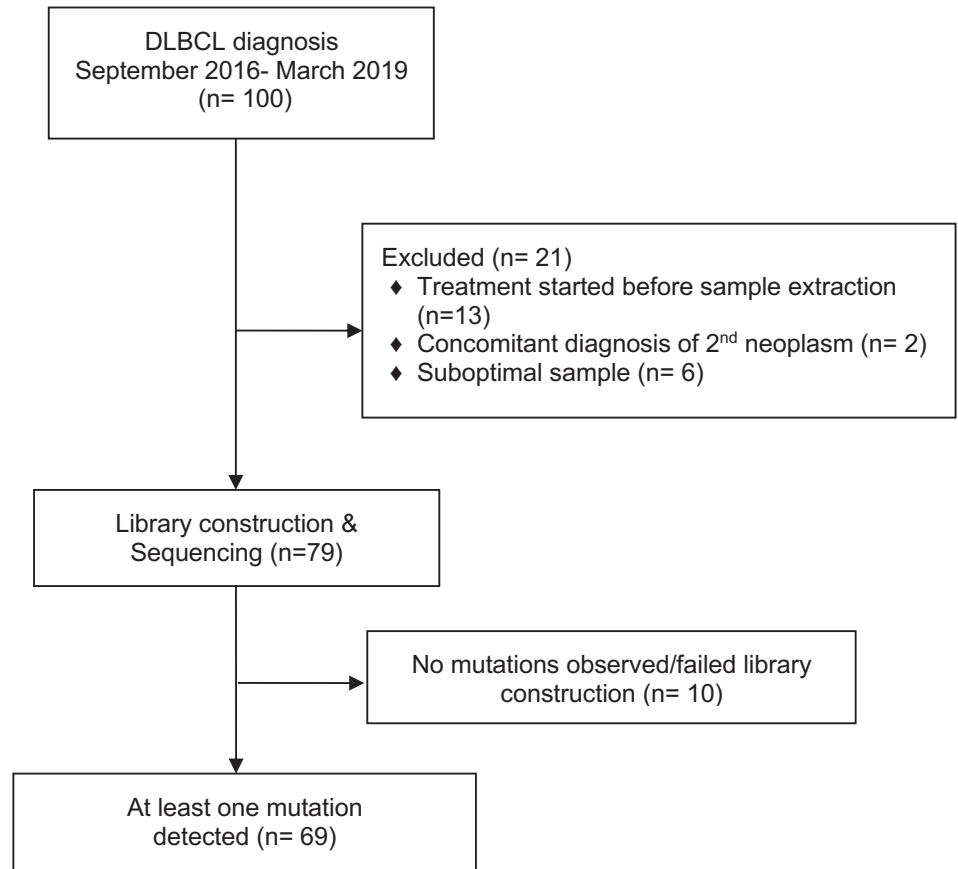 DLBCL diagnosis
September 2016- March 2019
(n= 100)
Excluded (n= 21)
♦ Treatment started before sample extraction
(n=13)
♦ Concomitant diagnosis of 2nd neoplasm (n= 2)
♦ Suboptimal sample (n= 6)
Library construction &
Sequencing (n=79)
No mutations observed/failed library
construction (n= 10)
At least one mutation
detected (n= 69)